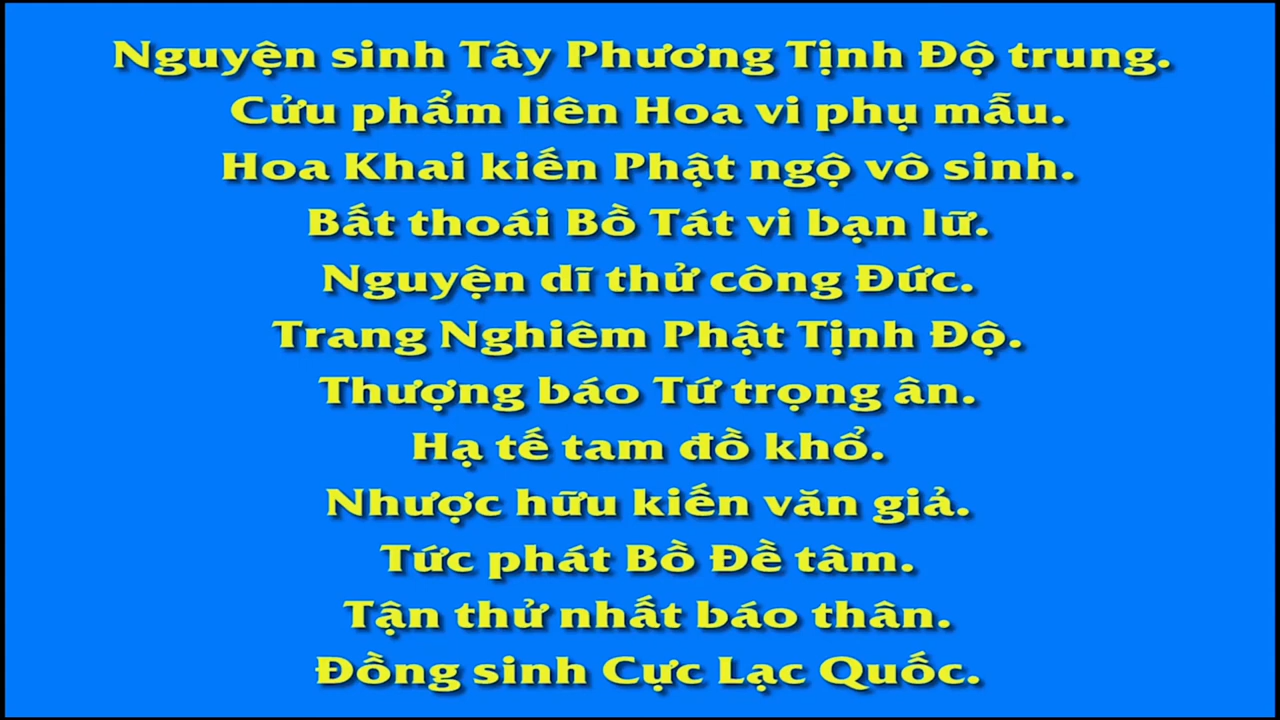 Nguyện sinh Tây Phương Tịnh Độ trung.
Cửu phẩm liên Hoa vi phụ mẫu.
Hoa Khai kiến Phật ngộ vô sinh.
Bất thoái Bồ Tát vi bạn lữ.
Nguyện dĩ thử công Đức.
Trang Nghiêm Phật Tịnh Độ.
Thượng báo Tứ trọng ân.
Hạ tế tam đồ khổ.
Nhược hữu kiến văn giả.
Tức phát Bồ Đề tâm.
Tận thử nhất báo thân.
Đồng sinh Cực Lạc Quốc.